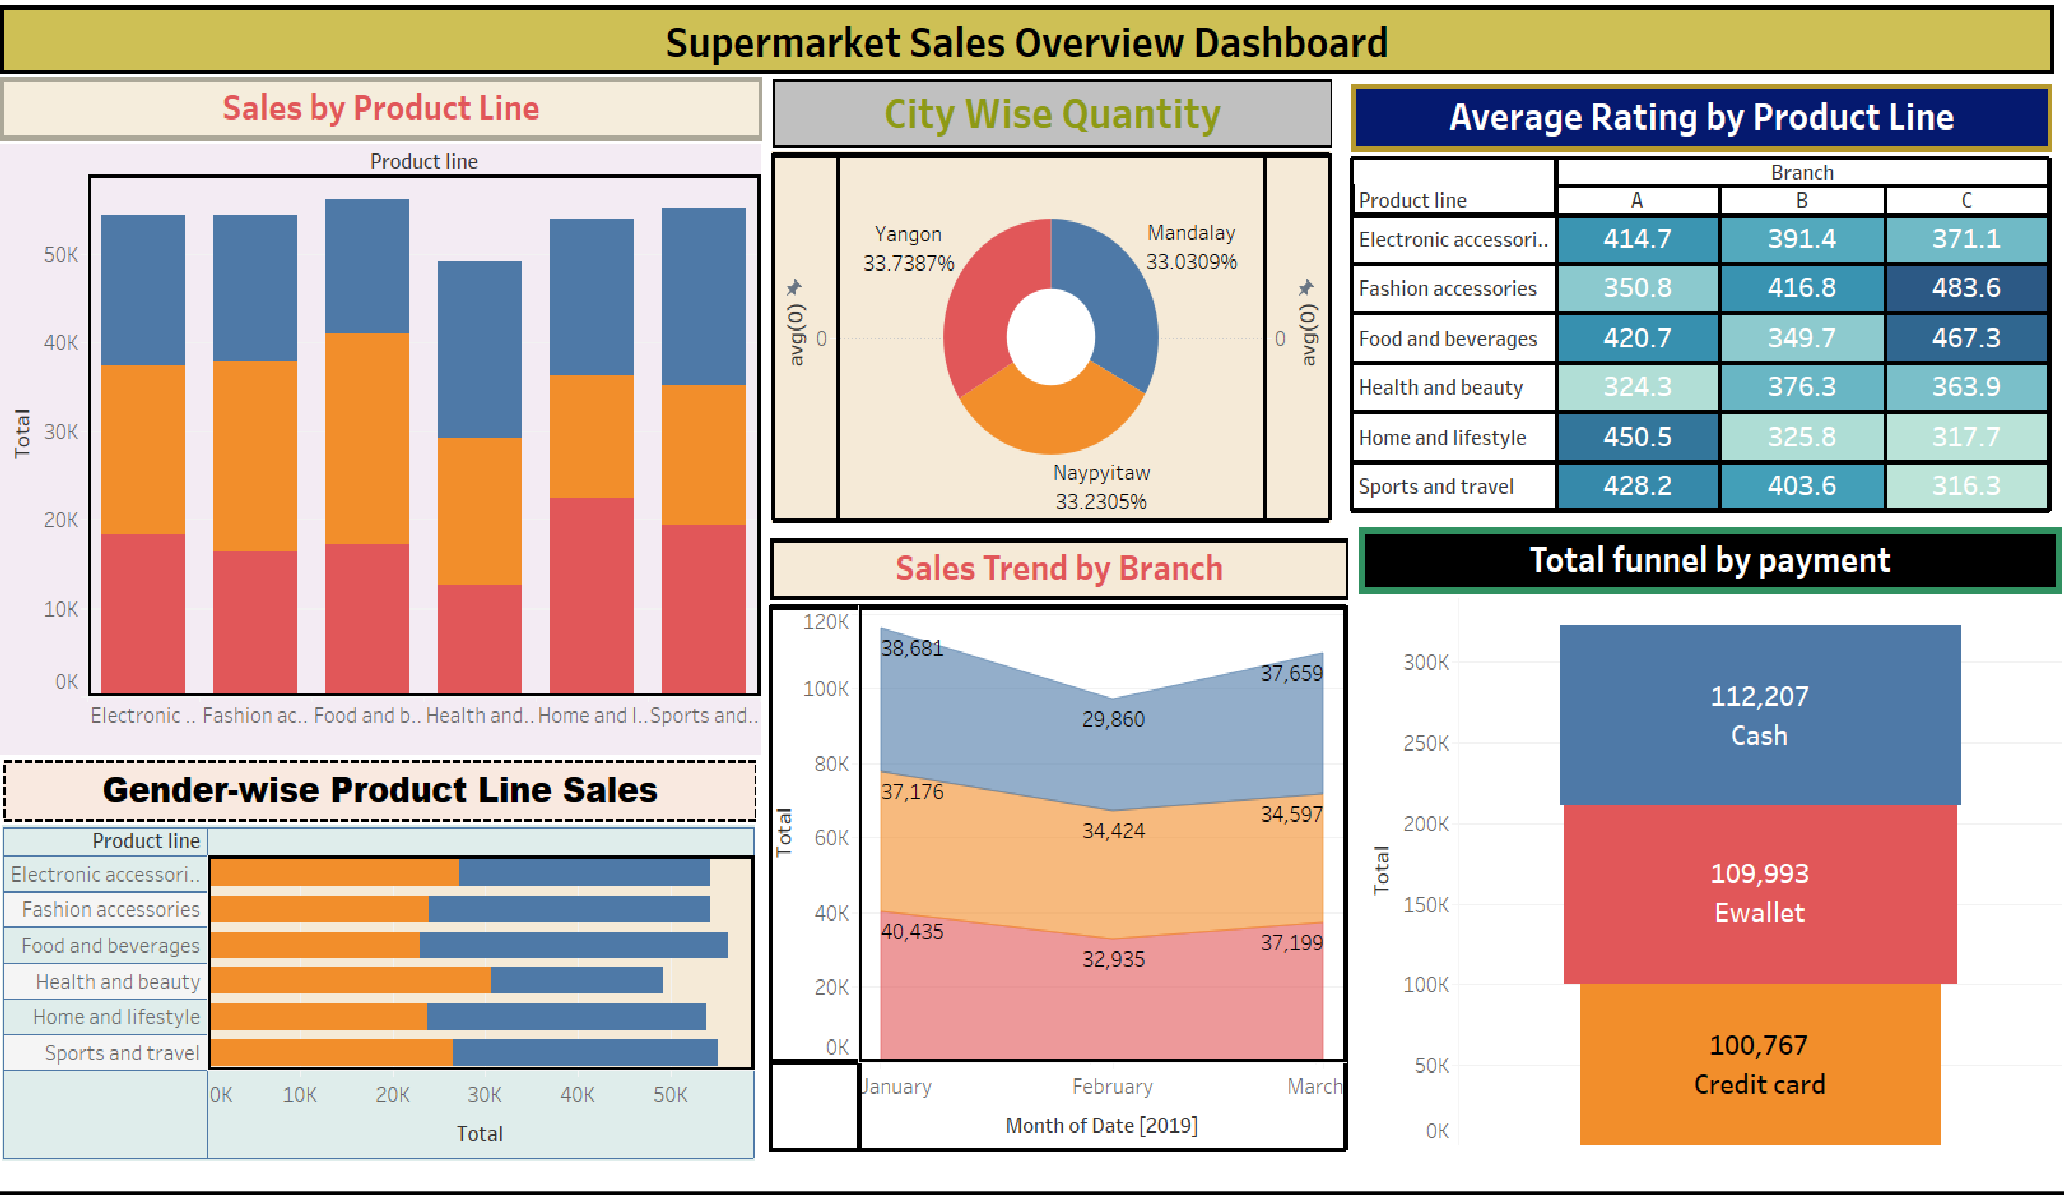 Supermarket Sales Overview Dashboard
Sales by Product Line
Product line
50K
40K
30K
20K
10K
0K
Total
Electronic ..
Fashion ac..
Food and b..
Health and..
Home and l..
Sports and..
Gender-wise Product Line Sales
Product line
Electronic accessori..
Fashion accessories
Food and beverages
Health and beauty
Home and lifestyle
Sports and travel
0K
10K
20K
30K
40K
50K
Total
City Wise Quantity
Yangon
33.7387%
Mandalay
33.0309%
Naypyitaw
33.2305%
avg(0)
0
0
avg(0)
Sales Trend by Branch
120K
100K
80K
60K
40K
20K
0K
Total
38,681
29,860
37,659
37,176
34,424
34,597
40,435
32,935
37,199
January
February
March
Month of Date [2019]
Average Rating by Product Line
Branch
Product line A B C
Electronic accessori.. 414.7 391.4 371.1
Fashion accessories 350.8 416.8 483.6
Food and beverages 420.7 349.7 467.3
Health and beauty 324.3 376.3 363.9
Home and lifestyle 450.5 325.8 317.7
Sports and travel 428.2 403.6 316.3
Total funnel by payment
300K
250K
200K
150K
100K
50K
0K
Total
112,207
Cash
109,993
Ewallet
100,767
Credit card